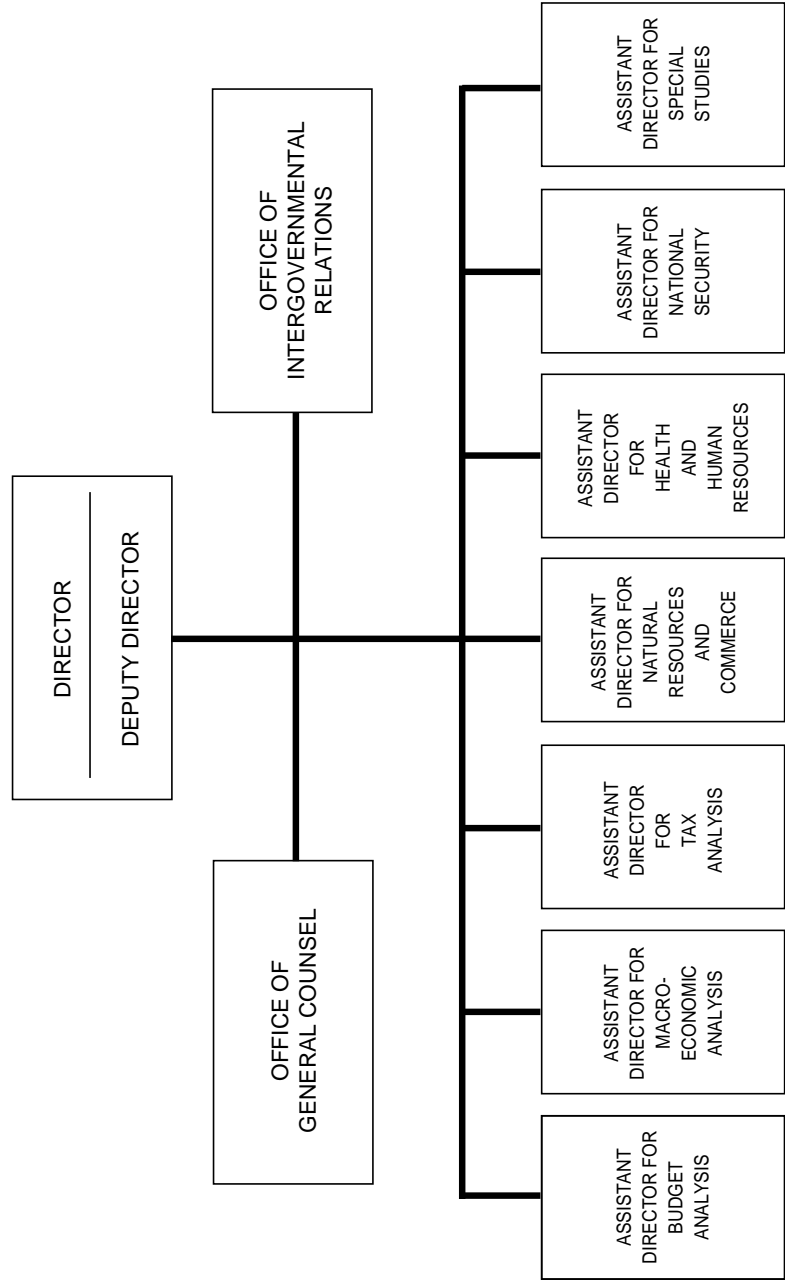 DIRECTOR
DEPUTY DIRECTOR
OFFICE OF
GENERAL COUNSEL
OFFICE OF
INTERGOVERNMENTAL
RELATIONS
ASSISTANT
DIRECTOR FOR
BUDGET
ANALYSIS
ASSISTANT
DIRECTOR FOR
MACRO-
ECONOMIC
ANALYSIS
ASSISTANT
DIRECTOR
FOR
TAX
ANALYSIS
ASSISTANT
DIRECTOR FOR
NATURAL
RESOURCES
AND
COMMERCE
ASSISTANT
DIRECTOR
FOR
HEALTH
AND
HUMAN
RESOURCES
ASSISTANT
DIRECTOR FOR
NATIONAL
SECURITY
ASSISTANT
DIRECTOR FOR
SPECIAL
STUDIES